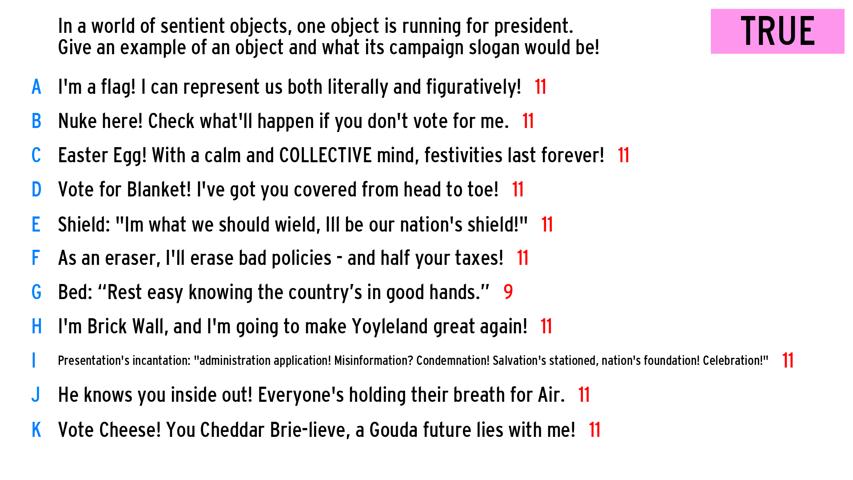 In a world of sentient objects, one object is running for president.
Give an example of an object and what its campaign slogan would be!
TRUE
A I'm a flag! I can represent us both literally and figuratively! 11
B Nuke here! Check what'll happen if you don't vote for me. 11
C Easter Egg! With a calm and COLLECTIVE mind, festivities last forever! 11
D Vote for Blanket! I've got you covered from head to toe! 11
E Shield: "Im what we should wield, Ill be our nation's shield!" 11
F As an eraser, I'll erase bad policies - and half your taxes! 11
G Bed: “Rest easy knowing the country’s in good hands.” 9
H I'm Brick Wall, and I'm going to make Yoyleland great again! 11
I Presentation's incantation: "administration application! Misinformation? Condemnation! Salvation's stationed, nation's foundation! Celebration!" 11
J He knows you inside out! Everyone's holding their breath for Air. 11
K Vote Cheese! You Cheddar Brie-lieve, a Gouda future lies with me! 11